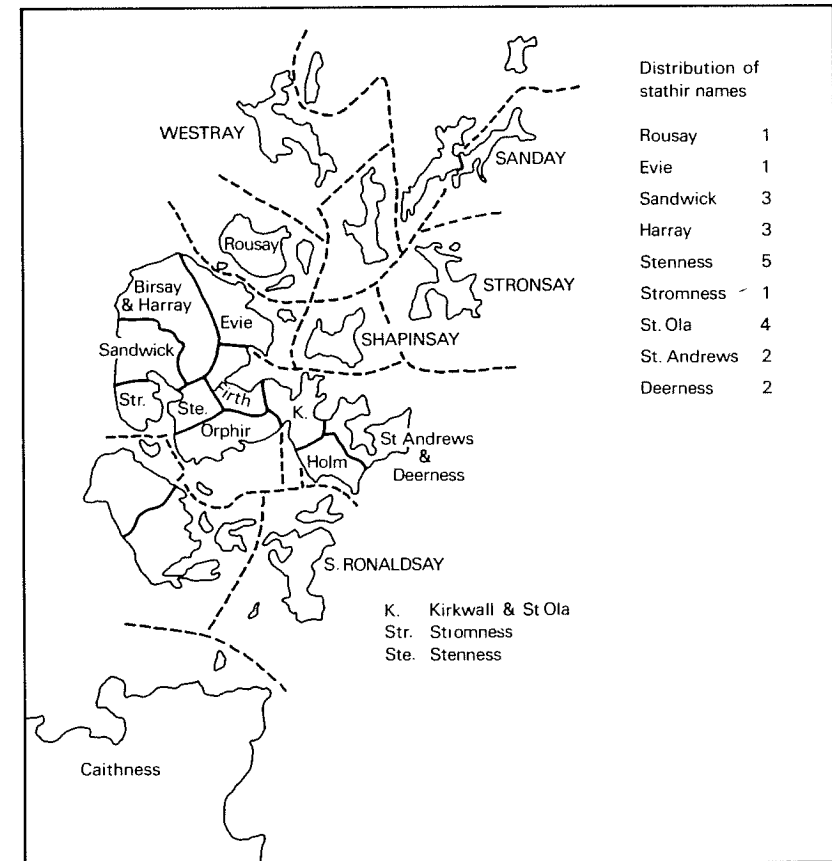 Distribution of
stathir names
Rousay 1
Evie 1
Sandwick 3
Harray 3
Stenness 5
Stromness 1
St. Ola 4
St. Andrews 2
Deerness 2
WESTRAY
SANDAY
Rousay
STRONSAY
Birsay
& Harray
Evie
SHAPINSAY
Sandwick
Firth
Str.
Ste.
K.
Orphir
St Andrews
&
Deerness
Holm
S. RONALDSAY
K. Kirkwall & St Ola
Str. Stromness
Ste. Stenness
Caithness